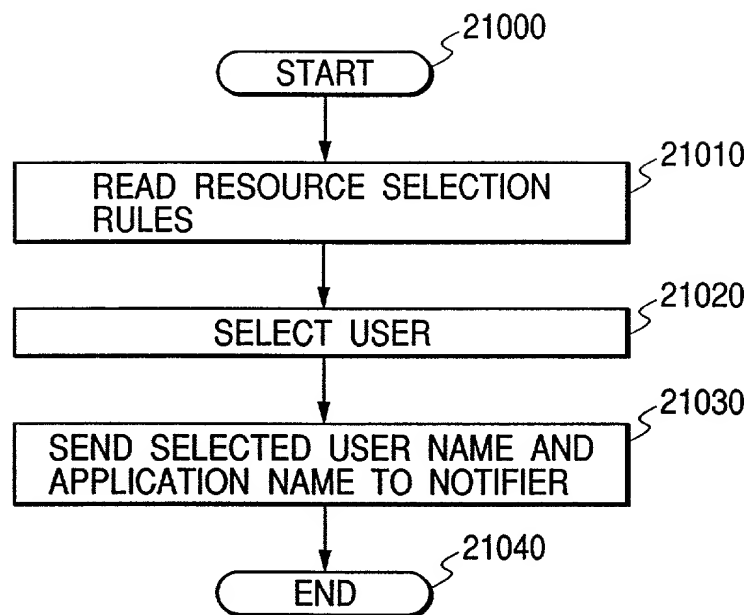 21000
START
21010
READ RESOURCE SELECTION
RULES
21020
SELECT USER
21030
SEND SELECTED USER NAME AND
APPLICATION NAME TO NOTIFIER
21040
END